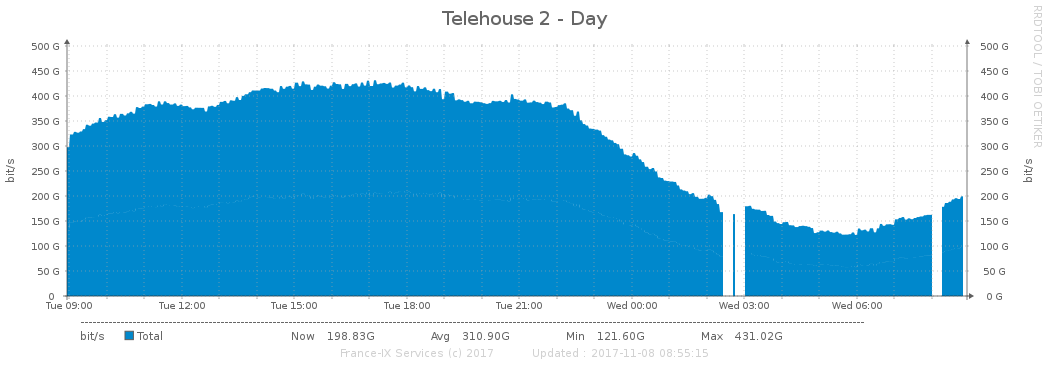 Telehouse 2 - Day
RRDTOOL / TOBI OETIKER
500 G 500 G
450 G 450 G
400 G 400 G
350 G 350 G
300 G 300 G
250 G 250 G
200 G 200 G
150 G 150 G
100 G 100 G
50 G 50 G
0 0 G
bit/s
bit/s
Tue 09:00 Tue 12:00 Tue 15:00 Tue 18:00 Tue 21:00 Wed 00:00 Wed 03:00 Wed 06:00
bit/s Total Now 198.83G Avg 310.90G Min 121.60G Max 431.02G
France-IX Services (c) 2017 Updated : 2017-11-08 08:55:15